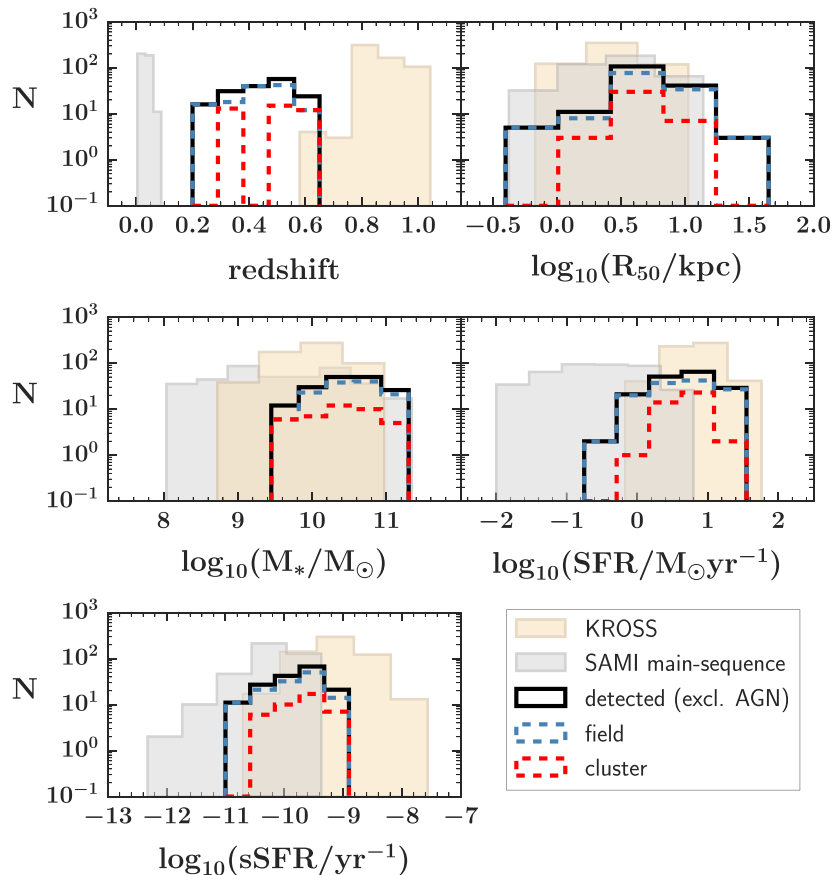 N
10³
10²
10¹
10⁰
10⁻¹
0.0 0.2 0.4 0.6 0.8 1.0
redshift
−0.5 0.0 0.5 1.0 1.5 2.0
log₁₀(R₅₀/kpc)
N
10³
10²
10¹
10⁰
10⁻¹
8 9 10 11
log₁₀(M*/M⊙)
−2 −1 0 1 2
log₁₀(SFR/M⊙yr⁻¹)
N
10³
10²
10¹
10⁰
10⁻¹
−13 −12 −11 −10 −9 −8 −7
log₁₀(sSFR/yr⁻¹)
KROSS
SAMI main-sequence
detected (excl. AGN)
field
cluster